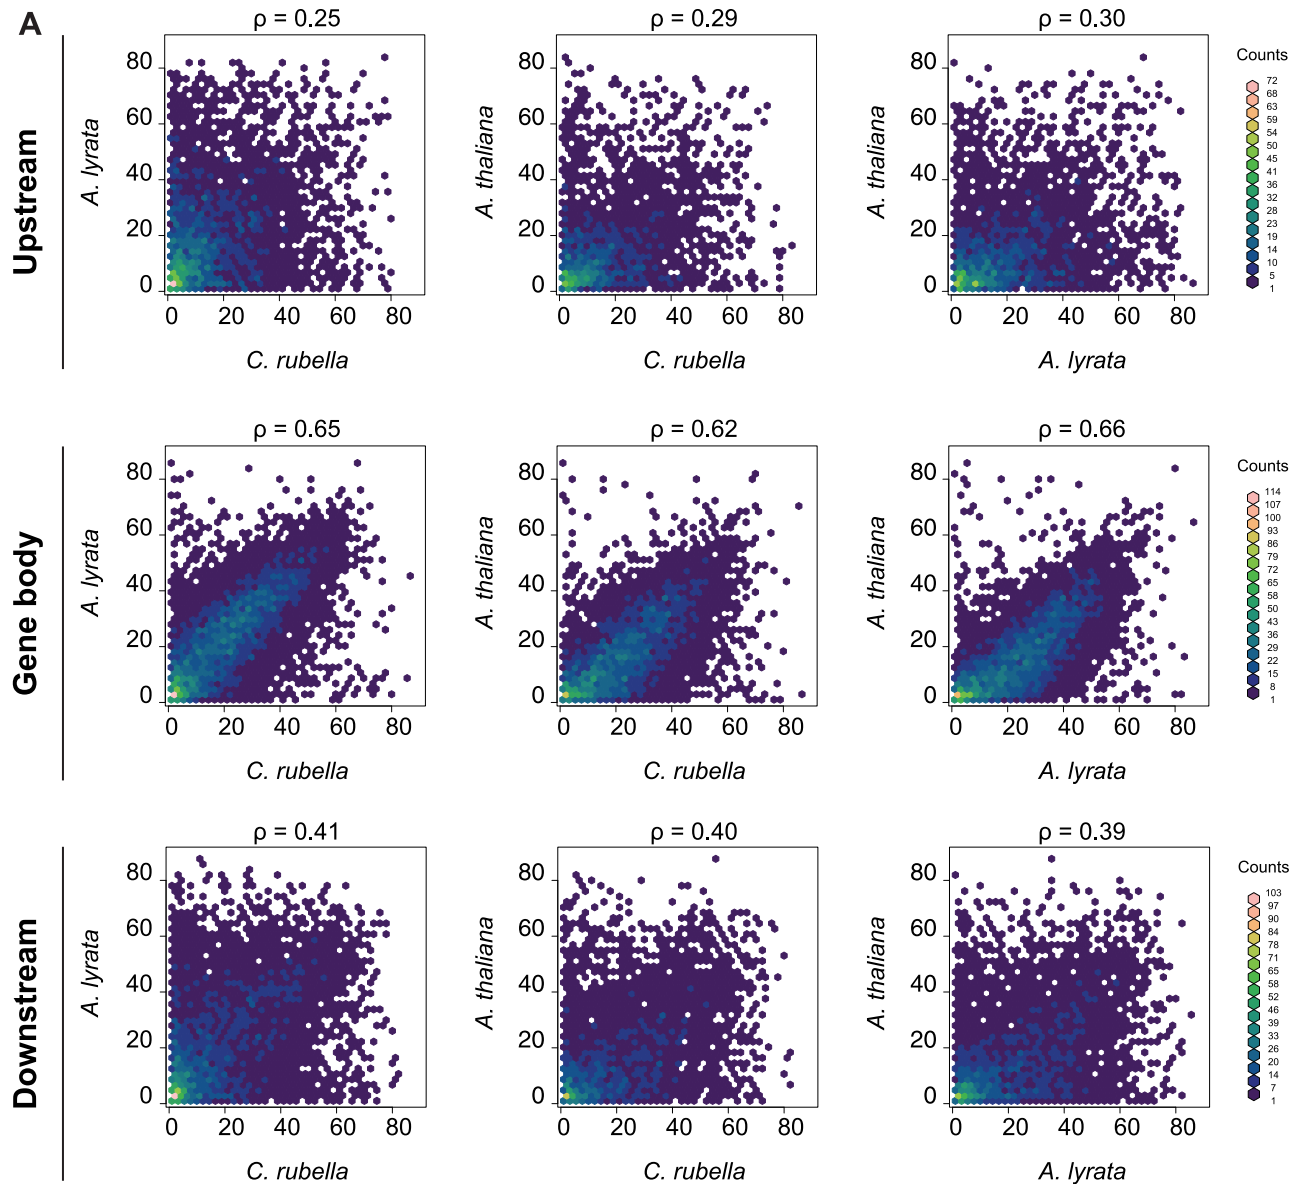 A
Upstream
ρ = 0.25
80
60
40
20
0
A. lyrata
0 20 40 60 80
C. rubella
ρ = 0.29
80
60
40
20
0
A. thaliana
0 20 40 60 80
C. rubella
ρ = 0.30
80
60
40
20
0
A. thaliana
0 20 40 60 80
A. lyrata
Counts
72
68
63
59
54
50
45
41
36
32
28
23
19
14
10
5
1
Gene body
ρ = 0.65
80
60
40
20
0
A. lyrata
0 20 40 60 80
C. rubella
ρ = 0.62
80
60
40
20
0
A. thaliana
0 20 40 60 80
C. rubella
ρ = 0.66
80
60
40
20
0
A. thaliana
0 20 40 60 80
A. lyrata
Counts
114
107
100
93
86
79
72
65
58
50
43
36
29
22
15
8
1
Downstream
ρ = 0.41
80
60
40
20
0
A. lyrata
0 20 40 60 80
C. rubella
ρ = 0.40
80
60
40
20
0
A. thaliana
0 20 40 60 80
C. rubella
ρ = 0.39
80
60
40
20
0
A. thaliana
0 20 40 60 80
A. lyrata
Counts
103
97
90
84
78
71
65
58
52
46
39
33
26
20
14
7
1